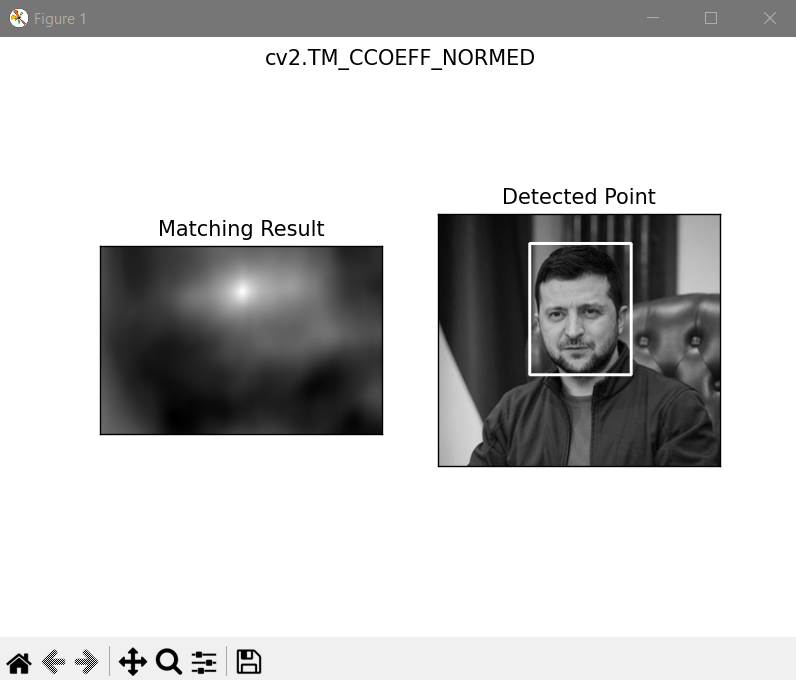 Figure 1
cv2.TM_CCOEFF_NORMED
Matching Result
Detected Point